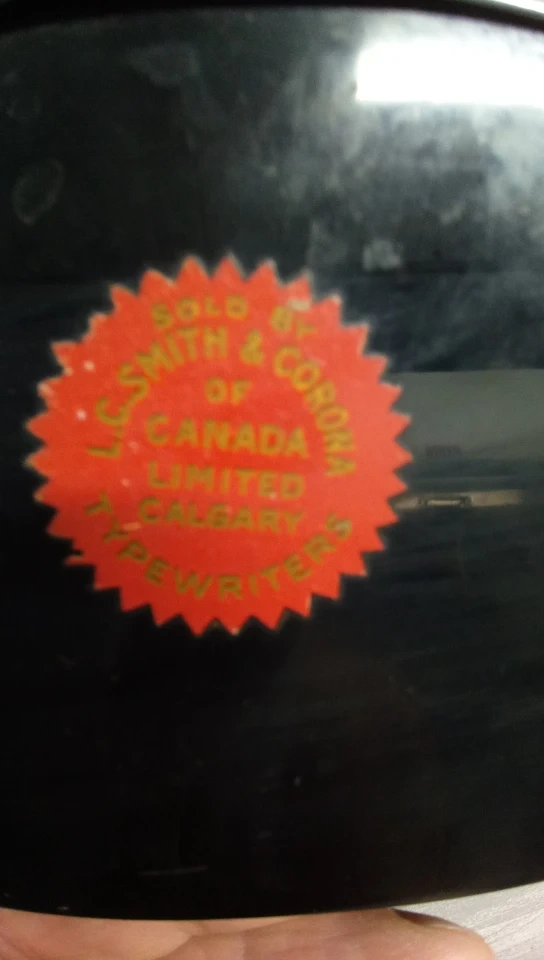 SOLD BY
L.C. SMITH & CORONA
OF
CANADA
LIMITED
CALGARY
TYPEWRITERS